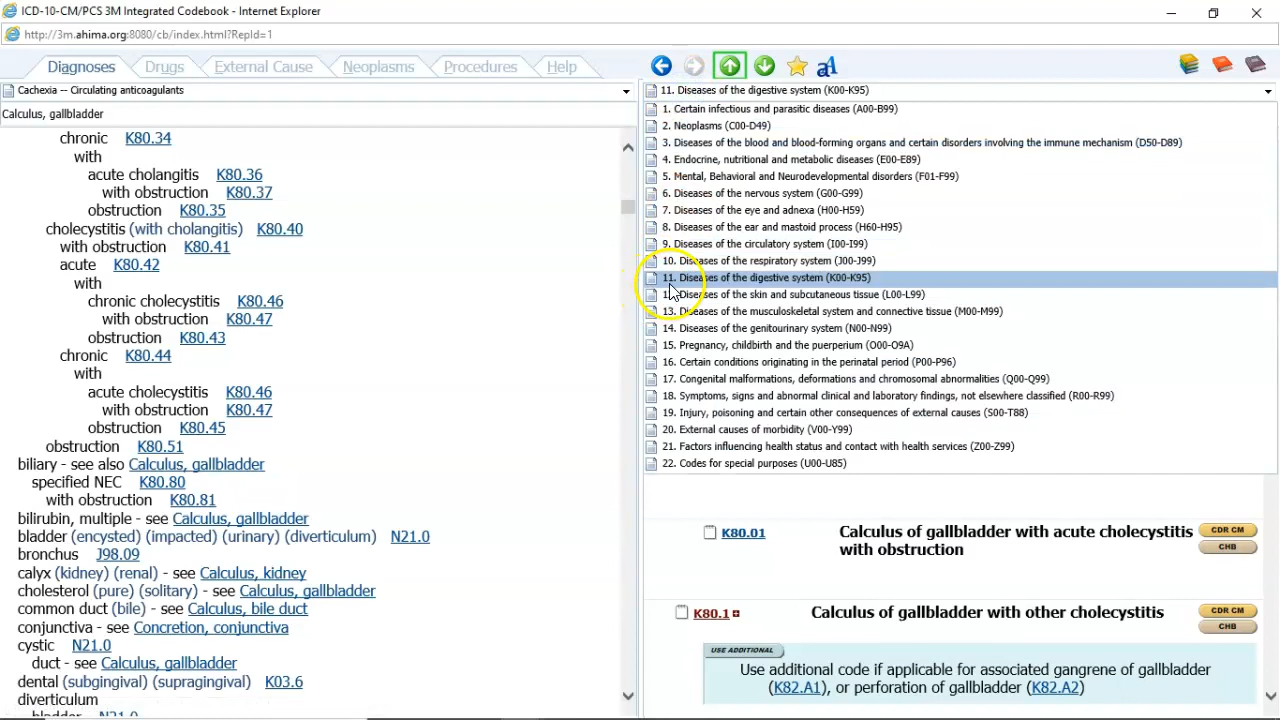 ICD-10-CM/PCS 3M Integrated Codebook - Internet Explorer
http://3m.ahima.org:8080/cb/index.html?RepId=1
Diagnoses Drugs External Cause Neoplasms Procedures Help
Cachexia -- Circulating anticoagulants
Calculus, gallbladder
chronic K80.34
with
acute cholangitis K80.36
with obstruction K80.37
obstruction K80.35
cholecystitis (with cholangitis) K80.40
with obstruction K80.41
acute K80.42
with
chronic cholecystitis K80.46
with obstruction K80.47
obstruction K80.43
chronic K80.44
with
acute cholecystitis K80.46
with obstruction K80.47
obstruction K80.45
obstruction K80.51
biliary - see also Calculus, gallbladder
specified NEC K80.80
with obstruction K80.81
bilirubin, multiple - see Calculus, gallbladder
bladder (encysted) (impacted) (urinary) (diverticulum) N21.0
bronchus J98.09
calyx (kidney) (renal) - see Calculus, kidney
cholesterol (pure) (solitary) - see Calculus, gallbladder
common duct (bile) - see Calculus, bile duct
conjunctiva - see Concretion, conjunctiva
cystic N21.0
duct - see Calculus, gallbladder
dental (subgingival) (supragingival) K03.6
diverticulum
bladder N21.0
aA
11. Diseases of the digestive system (K00-K95)
1. Certain infectious and parasitic diseases (A00-B99)
2. Neoplasms (C00-D49)
3. Diseases of the blood and blood-forming organs and certain disorders involving the immune mechanism (D50-D89)
4. Endocrine, nutritional and metabolic diseases (E00-E89)
5. Mental, Behavioral and Neurodevelopmental disorders (F01-F99)
6. Diseases of the nervous system (G00-G99)
7. Diseases of the eye and adnexa (H00-H59)
8. Diseases of the ear and mastoid process (H60-H95)
9. Diseases of the circulatory system (I00-I99)
10. Diseases of the respiratory system (J00-J99)
11. Diseases of the digestive system (K00-K95)
12. Diseases of the skin and subcutaneous tissue (L00-L99)
13. Diseases of the musculoskeletal system and connective tissue (M00-M99)
14. Diseases of the genitourinary system (N00-N99)
15. Pregnancy, childbirth and the puerperium (O00-O9A)
16. Certain conditions originating in the perinatal period (P00-P96)
17. Congenital malformations, deformations and chromosomal abnormalities (Q00-Q99)
18. Symptoms, signs and abnormal clinical and laboratory findings, not elsewhere classified (R00-R99)
19. Injury, poisoning and certain other consequences of external causes (S00-T88)
20. External causes of morbidity (V00-Y99)
21. Factors influencing health status and contact with health services (Z00-Z99)
22. Codes for special purposes (U00-U85)
K80.01 Calculus of gallbladder with acute cholecystitis CDR CM
with obstruction CHB
K80.1 Calculus of gallbladder with other cholecystitis CDR CM
CHB
USE ADDITIONAL
Use additional code if applicable for associated gangrene of gallbladder
(K82.A1), or perforation of gallbladder (K82.A2)